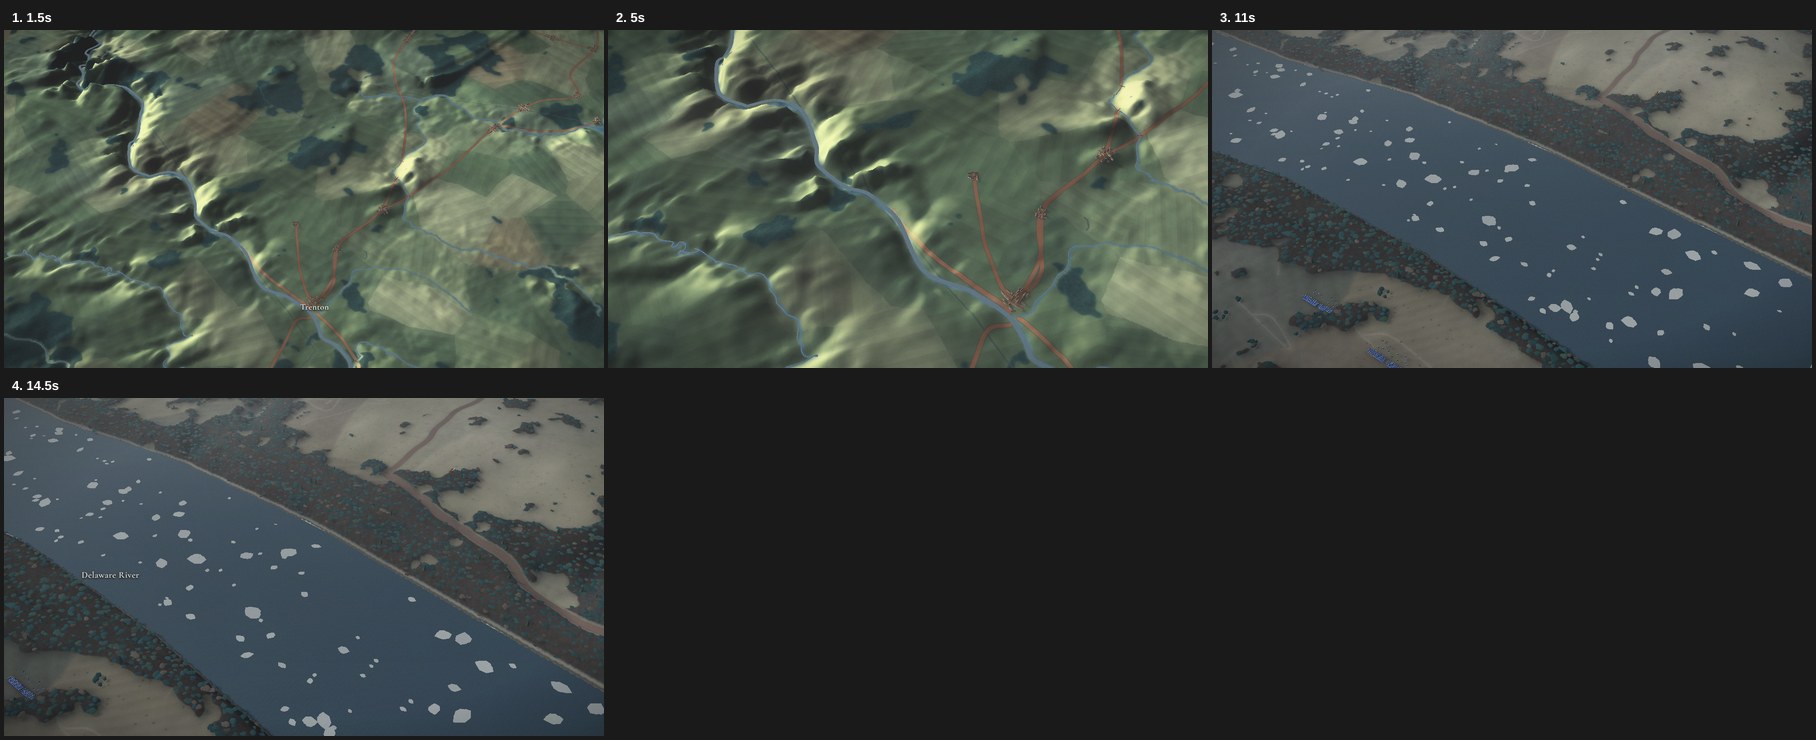 1. 1.5s
2. 5s
3. 11s
Trenton
4. 14.5s
Delaware River